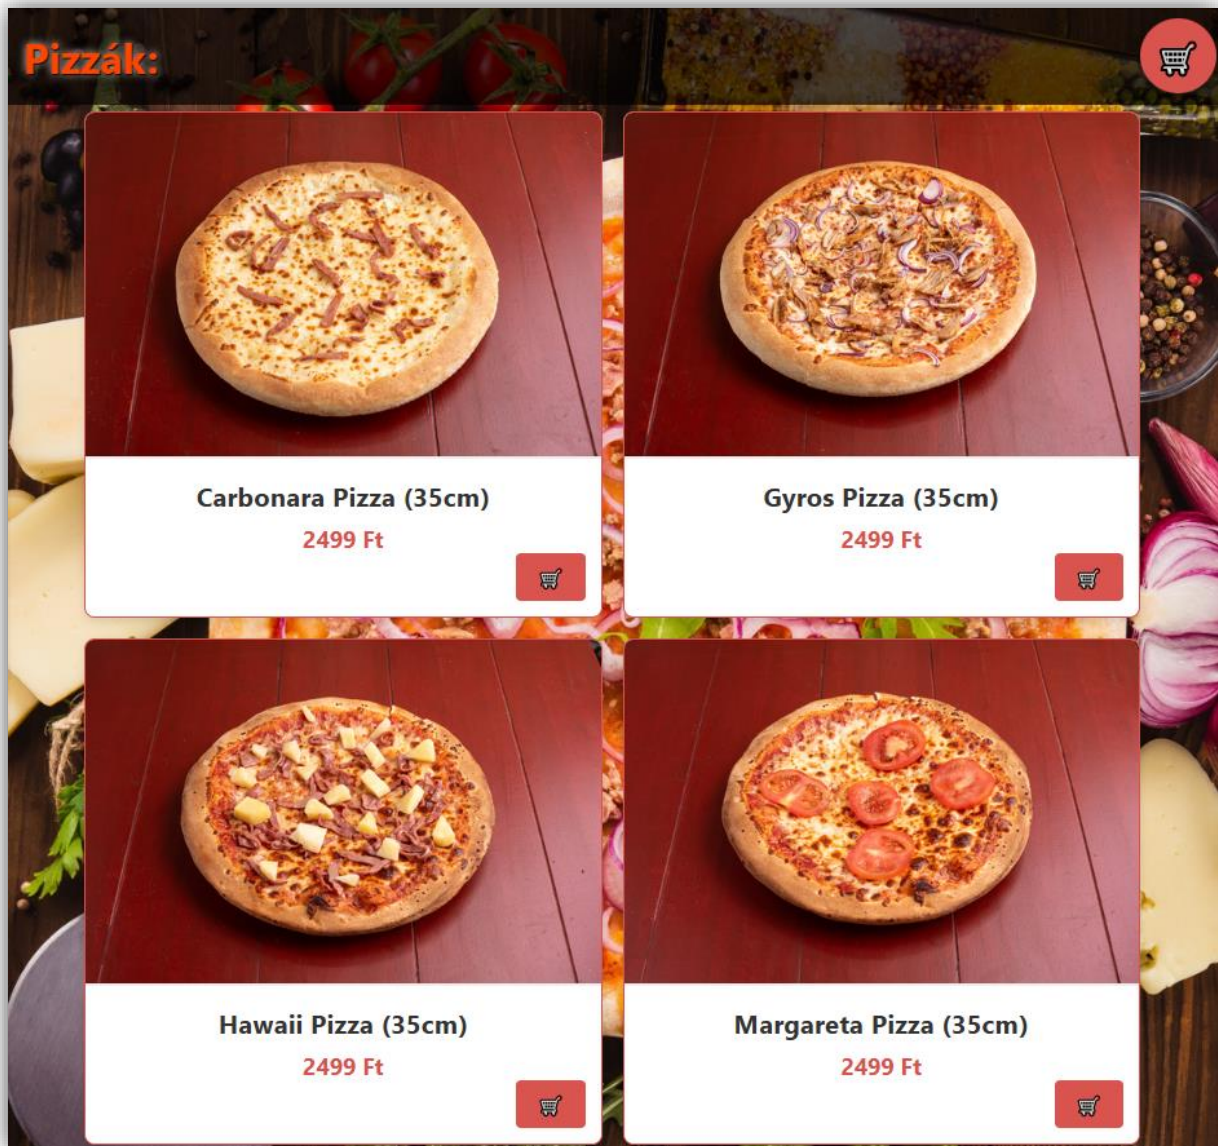 Pizzák:
Carbonara Pizza (35cm)
2499 Ft
Gyros Pizza (35cm)
2499 Ft
Hawaii Pizza (35cm)
2499 Ft
Margareta Pizza (35cm)
2499 Ft